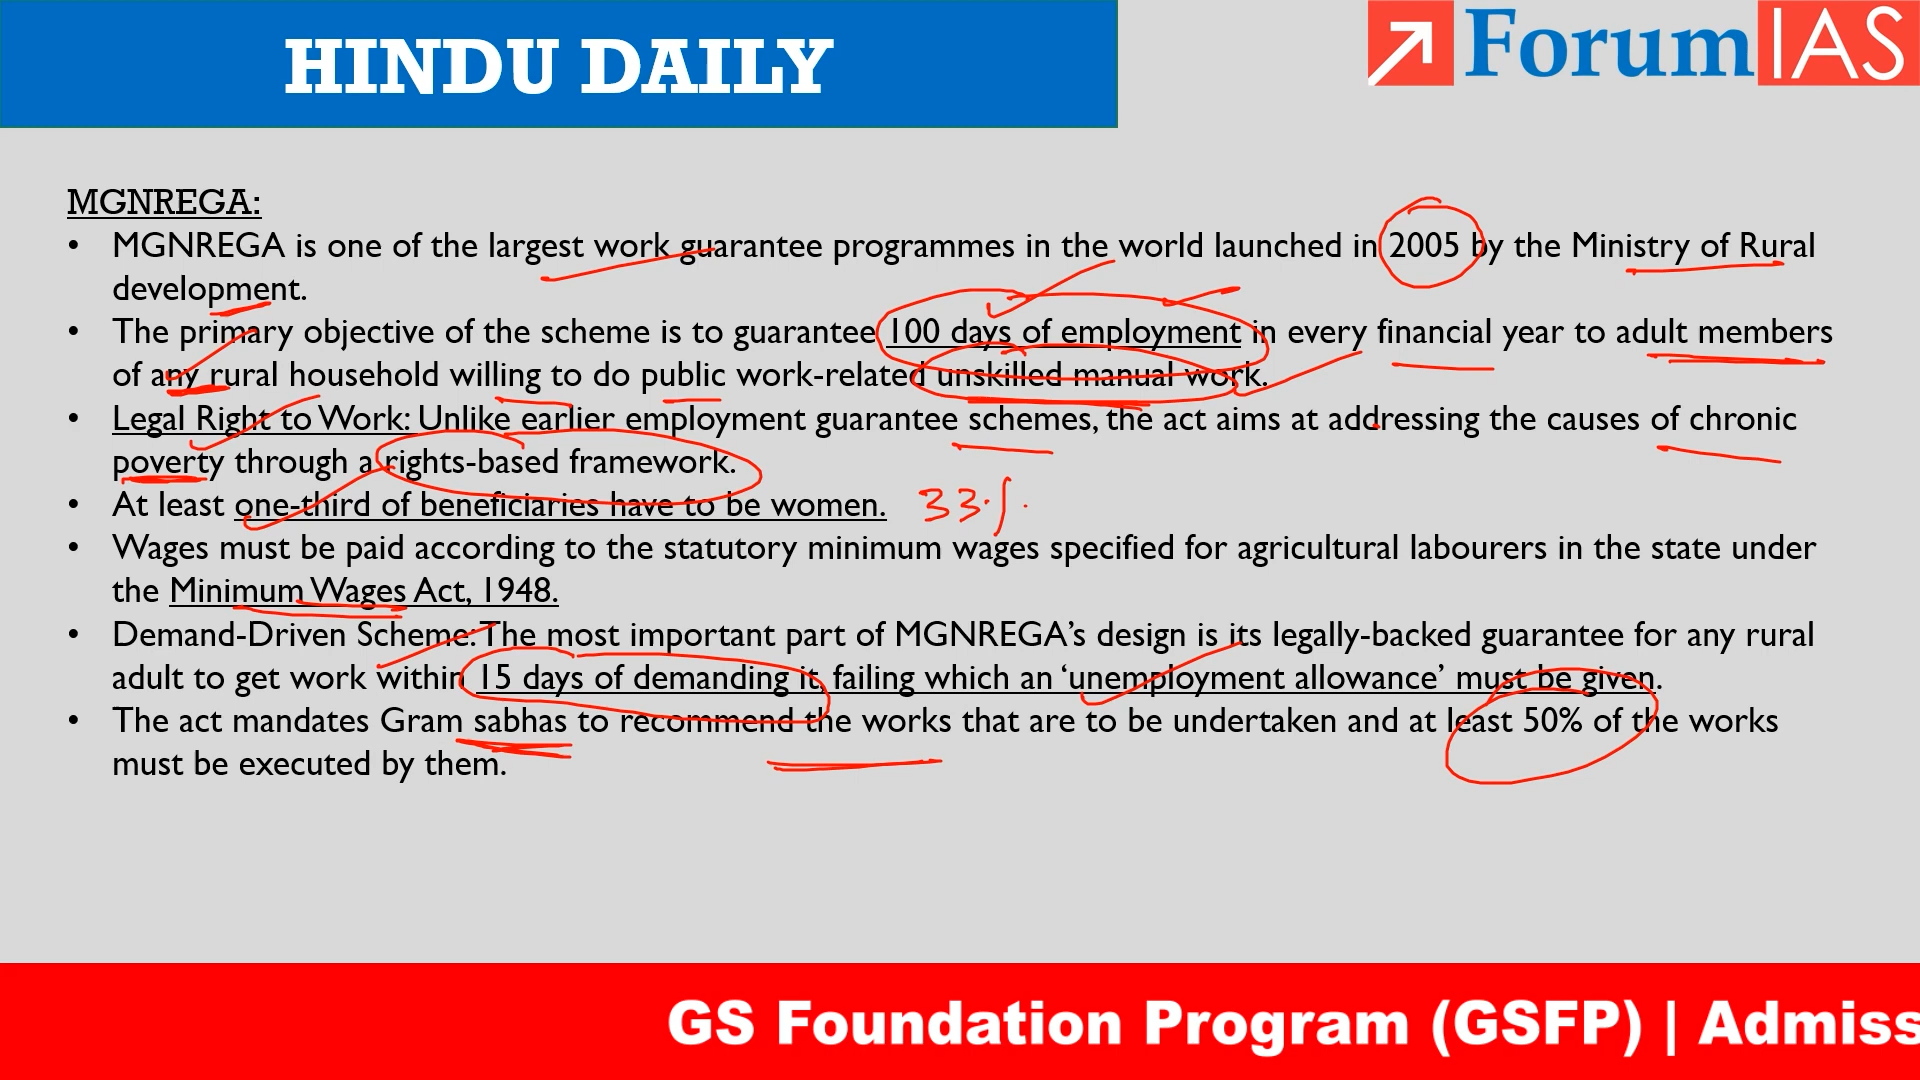 HINDU DAILY
Forum IAS
MGNREGA:
• MGNREGA is one of the largest work guarantee programmes in the world launched in 2005 by the Ministry of Rural
development.
• The primary objective of the scheme is to guarantee 100 days of employment in every financial year to adult members
of any rural household willing to do public work-related unskilled manual work.
• Legal Right to Work: Unlike earlier employment guarantee schemes, the act aims at addressing the causes of chronic
poverty through a rights-based framework.
• At least one-third of beneficiaries have to be women. 33%
• Wages must be paid according to the statutory minimum wages specified for agricultural labourers in the state under
the Minimum Wages Act, 1948.
• Demand-Driven Scheme: The most important part of MGNREGA’s design is its legally-backed guarantee for any rural
adult to get work within 15 days of demanding it, failing which an ‘unemployment allowance’ must be given.
• The act mandates Gram sabhas to recommend the works that are to be undertaken and at least 50% of the works
must be executed by them.
GS Foundation Program (GSFP) | Admiss